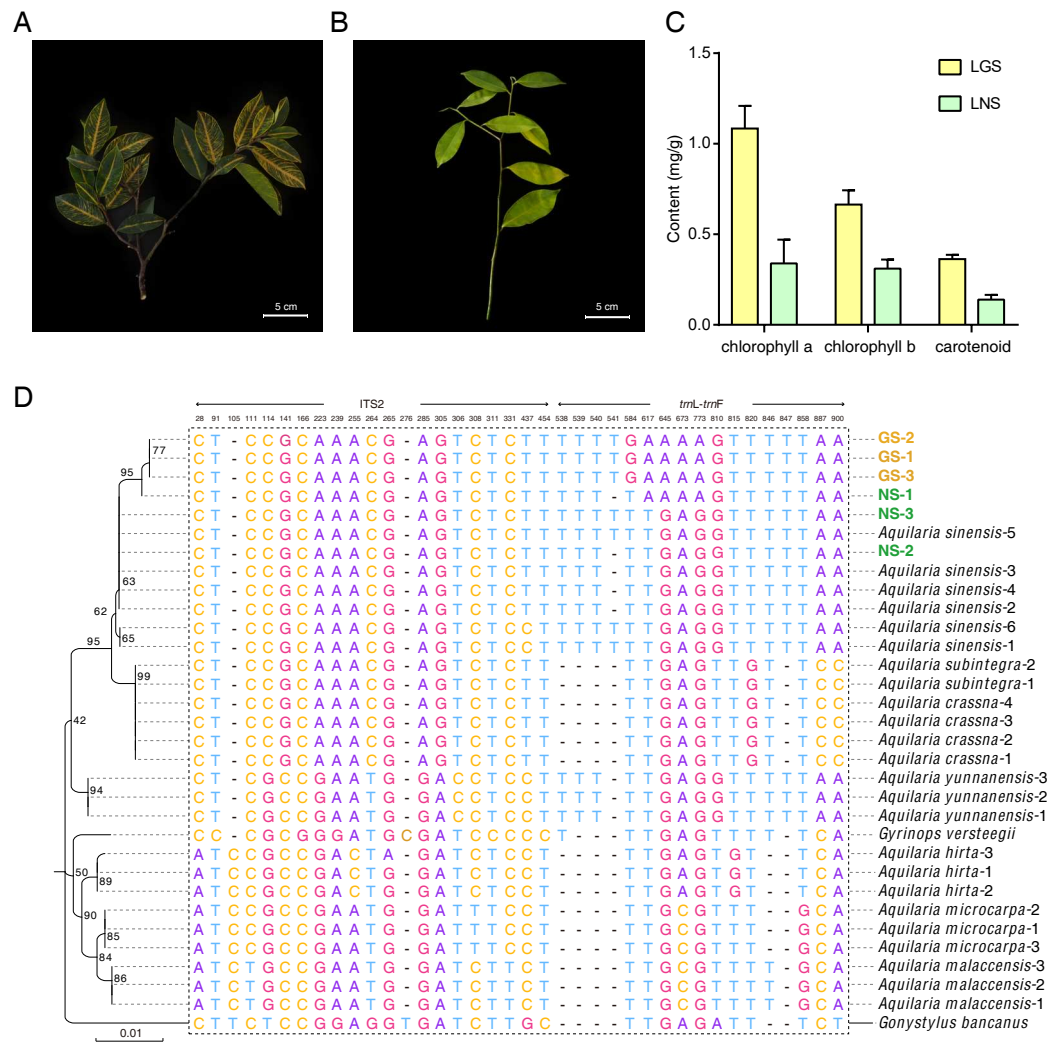 A
B
C
5 cm
5 cm
1.5
1.0
0.5
0.0
Content (mg/g)
LGS
LNS
chlorophyll a
chlorophyll b
carotenoid
D
ITS2
trnL-trnF
28 91 105 111 114 141 166 223 239 255 264 265 276 285 305 306 308 311 331 437 454 538 539 540 541 584 617 645 673 773 810 815 820 846 847 858 887 900
C T - C C G C A A A C G - A G T C T C T T T T T T G A A A A G T T T T T A A GS-2
C T - C C G C A A A C G - A G T C T C T T T T T T G A A A A G T T T T T A A GS-1
C T - C C G C A A A C G - A G T C T C T T T T T T G A A A A G T T T T T A A GS-3
C T - C C G C A A A C G - A G T C T C T T T T T - T A A A A G T T T T T A A NS-1
C T - C C G C A A A C G - A G T C T C T T T T T T T T G A G G T T T T T A A NS-3
C T - C C G C A A A C G - A G T C T C T T T T T T T T G A G G T T T T T A A Aquilaria sinensis-5
C T - C C G C A A A C G - A G T C T C T T T T T - T T G A G G T T T T T A A NS-2
C T - C C G C A A A C G - A G T C T C T T T T T - T T G A G G T T T T T A A Aquilaria sinensis-3
C T - C C G C A A A C G - A G T C T C T T T T T - T T G A G G T T T T T A A Aquilaria sinensis-4
C T - C C G C A A A C G - A G T C T C T T T T T - T T G A G G T T T T T A A Aquilaria sinensis-2
C T - C C G C A A A C G - A G T C T C C T T T T T T T G A G G T T T T T A A Aquilaria sinensis-6
C T - C C G C A A A C G - A G T C T C C T T T T T T T G A G G T T T T T A A Aquilaria sinensis-1
C T - C C G C A A A C G - A G T C T C T T - - - - T T G A G T T G T - T C C Aquilaria subintegra-2
C T - C C G C A A A C G - A G T C T C T T - - - - T T G A G T T G T - T C C Aquilaria subintegra-1
C T - C C G C A A A C G - A G T C T C T T - - - - T T G A G T T G T - T C C Aquilaria crassna-4
C T - C C G C A A A C G - A G T C T C T T - - - - T T G A G T T G T - T C C Aquilaria crassna-3
C T - C C G C A A A C G - A G T C T C T T - - - - T T G A G T T G T - T C C Aquilaria crassna-2
C T - C C G C A A A C G - A G T C T C T T - - - - T T G A G T T G T - T C C Aquilaria crassna-1
C T - C G C C G A A T G - G A C C T C C T T T T - T T G A G G T T T T T A A Aquilaria yunnanensis-3
C T - C G C C G A A T G - G A C C T C C T T T T - T T G A G G T T T T T A A Aquilaria yunnanensis-2
C T - C G C C G A A T G - G A C C T C C T T T T T T T G A G G T T T T T A A Aquilaria yunnanensis-1
C C - C G C G G G A T G C G A T C C C C C T - - - T T G A G T T T T - T C A Gyrinops versteegii
A T C C G C C G A C T A - G A T C T C C T - - - - T T G A G T G T - - T C A Aquilaria hirta-3
A T C C G C C G A C T G - G A T C T C C T - - - - T T G A G T G T - - T C A Aquilaria hirta-1
A T C C G C C G A C T G - G A T C T C C T - - - - T T G A G T G T - - T C A Aquilaria hirta-2
A T C C G C C G A A T G - G A T T T C C T - - - - T T G C G T T T - - G C A Aquilaria microcarpa-2
A T C C G C C G A A T G - G A T T T C C T - - - - T T G C G T T T - - G C A Aquilaria microcarpa-1
A T C C G C C G A A T G - G A T T T C C T - - - - T T G C G T T T - - G C A Aquilaria microcarpa-3
A T C T G C C G A A T G - G A T C T T C T - - - - T T G C G T T T T - G C A Aquilaria malaccensis-3
A T C T G C C G A A T G - G A T C T T C T - - - - T T G C G T T T T - G C A Aquilaria malaccensis-2
A T C T G C C G A A T G - G A T C T T C T - - - - T T G C G T T T T - G C A Aquilaria malaccensis-1
C T T C T C C G G A G G T G A T C T T G C - - - - T T G A G A T T - - T C T Gonystylus bancanus
77
95
63
62
65
95
99
42
94
50
89
90
85
84
86
0.01